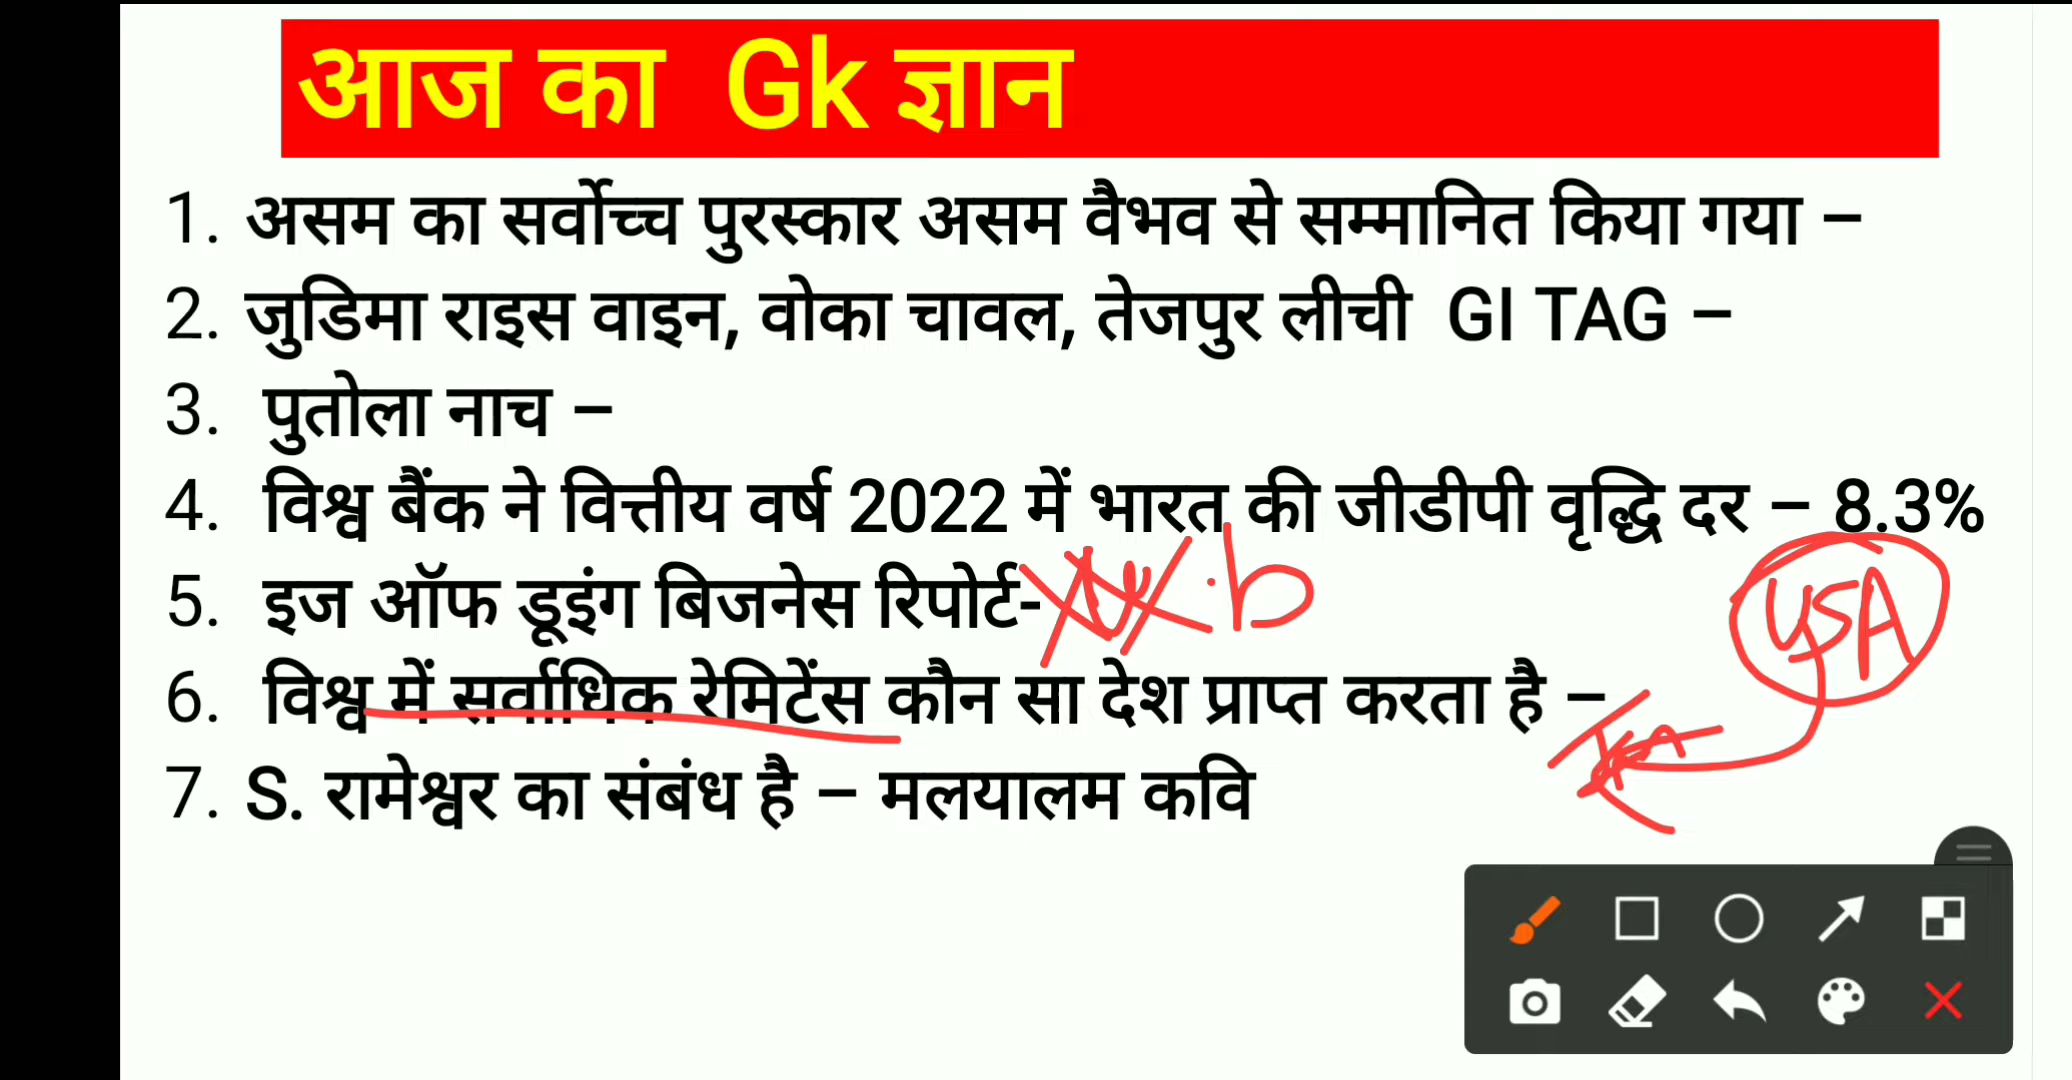 आज का Gk ज्ञान
1. असम का सर्वोच्च पुरस्कार असम वैभव से सम्मानित किया गया –
2. जुडिमा राइस वाइन, वोका चावल, तेजपुर लीची GI TAG –
3. पुतोला नाच –
4. विश्व बैंक ने वित्तीय वर्ष 2022 में भारत की जीडीपी वृद्धि दर – 8.3%
5. इज ऑफ डूइंग बिजनेस रिपोर्ट-
USA
6. विश्व में सर्वाधिक रेमिटेंस कौन सा देश प्राप्त करता है –
7. S. रामेश्वर का संबंध है – मलयालम कवि